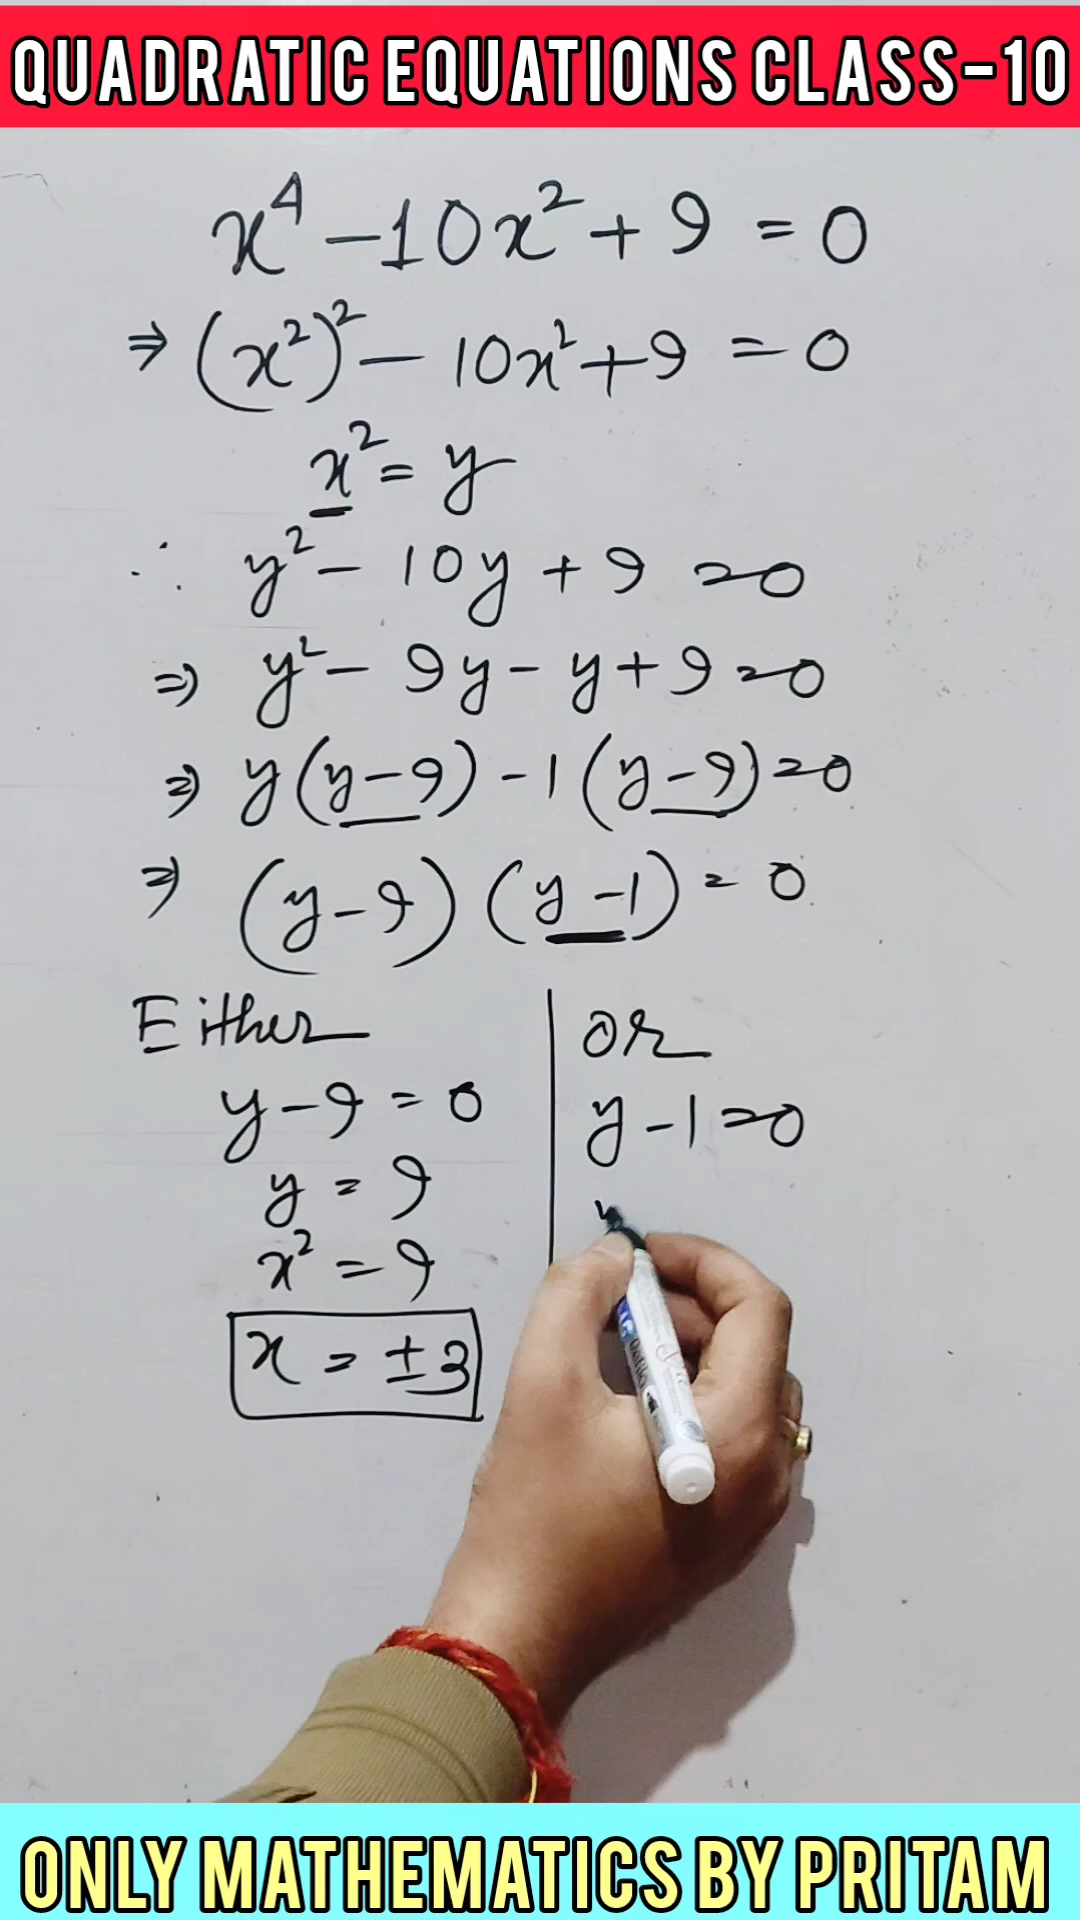 QUADRATIC EQUATIONS CLASS-10
x⁴ - 10x² + 9 = 0
⇒ (x²)² - 10x² + 9 = 0
x² = y
∴ y² - 10y + 9 = 0
⇒ y² - 9y - y + 9 = 0
⇒ y(y-9) - 1(y-9) = 0
⇒ (y-9)(y-1) = 0
Either
y - 9 = 0
y = 9
x² = 9
x = ±3
or
y - 1 = 0
ONLY MATHEMATICS BY PRITAM